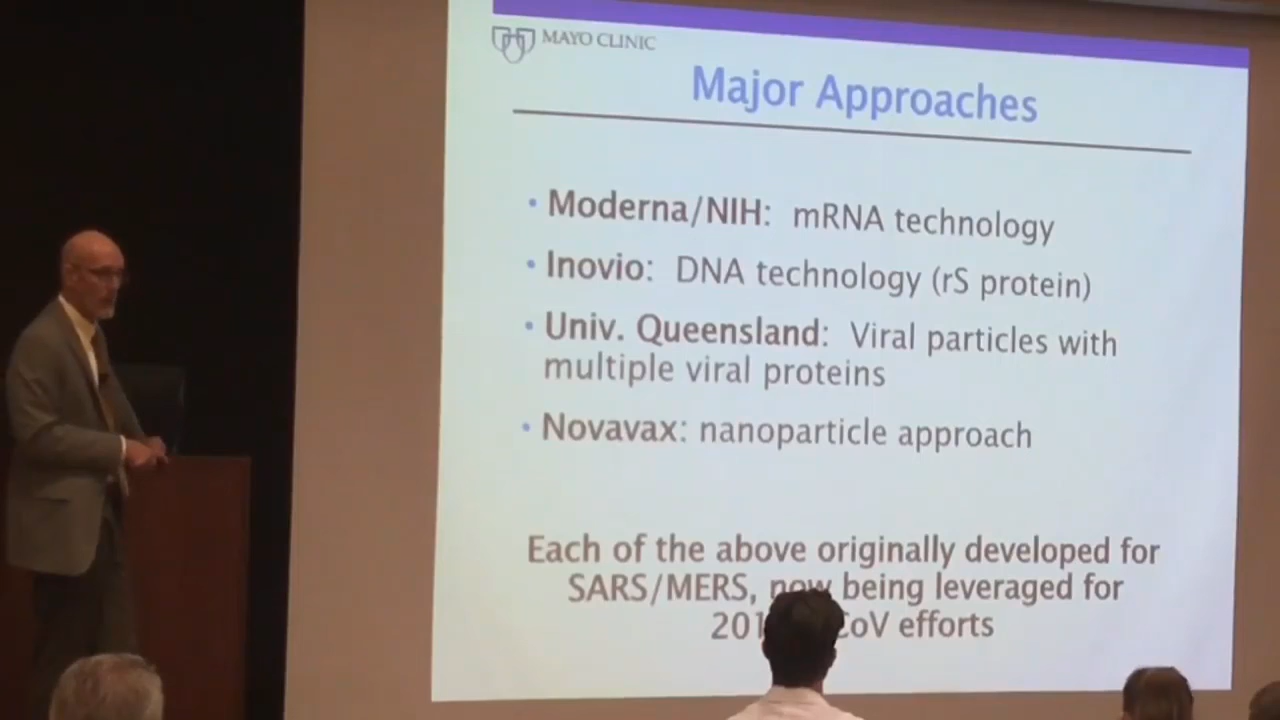 MAYO CLINIC
Major Approaches
• Moderna/NIH: mRNA technology
• Inovio: DNA technology (rS protein)
• Univ. Queensland: Viral particles with
multiple viral proteins
• Novavax: nanoparticle approach
Each of the above originally developed for
SARS/MERS, now being leveraged for
efforts